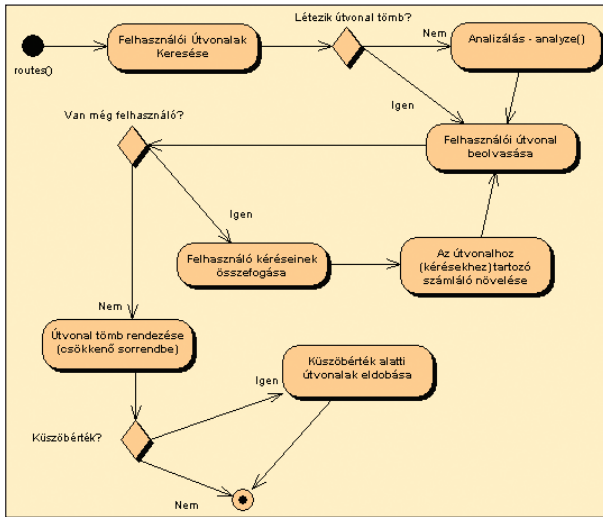 Felhasználói Útvonalak
Keresése
Létezik útvonal tömb?
Nem
Analizálás - analyze()
routes()
Igen
Van még felhasználó?
Felhasználói útvonal
beolvasása
Igen
Felhasználó kéréseinek
összefogása
Az útvonalhoz
(kérésekhez) tartozó
számláló növelése
Nem
Útvonal tömb rendezése
(csökkenő sorrendbe)
Küszöbérték alatti
útvonalak eldobása
Igen
Küszöbérték?
Nem